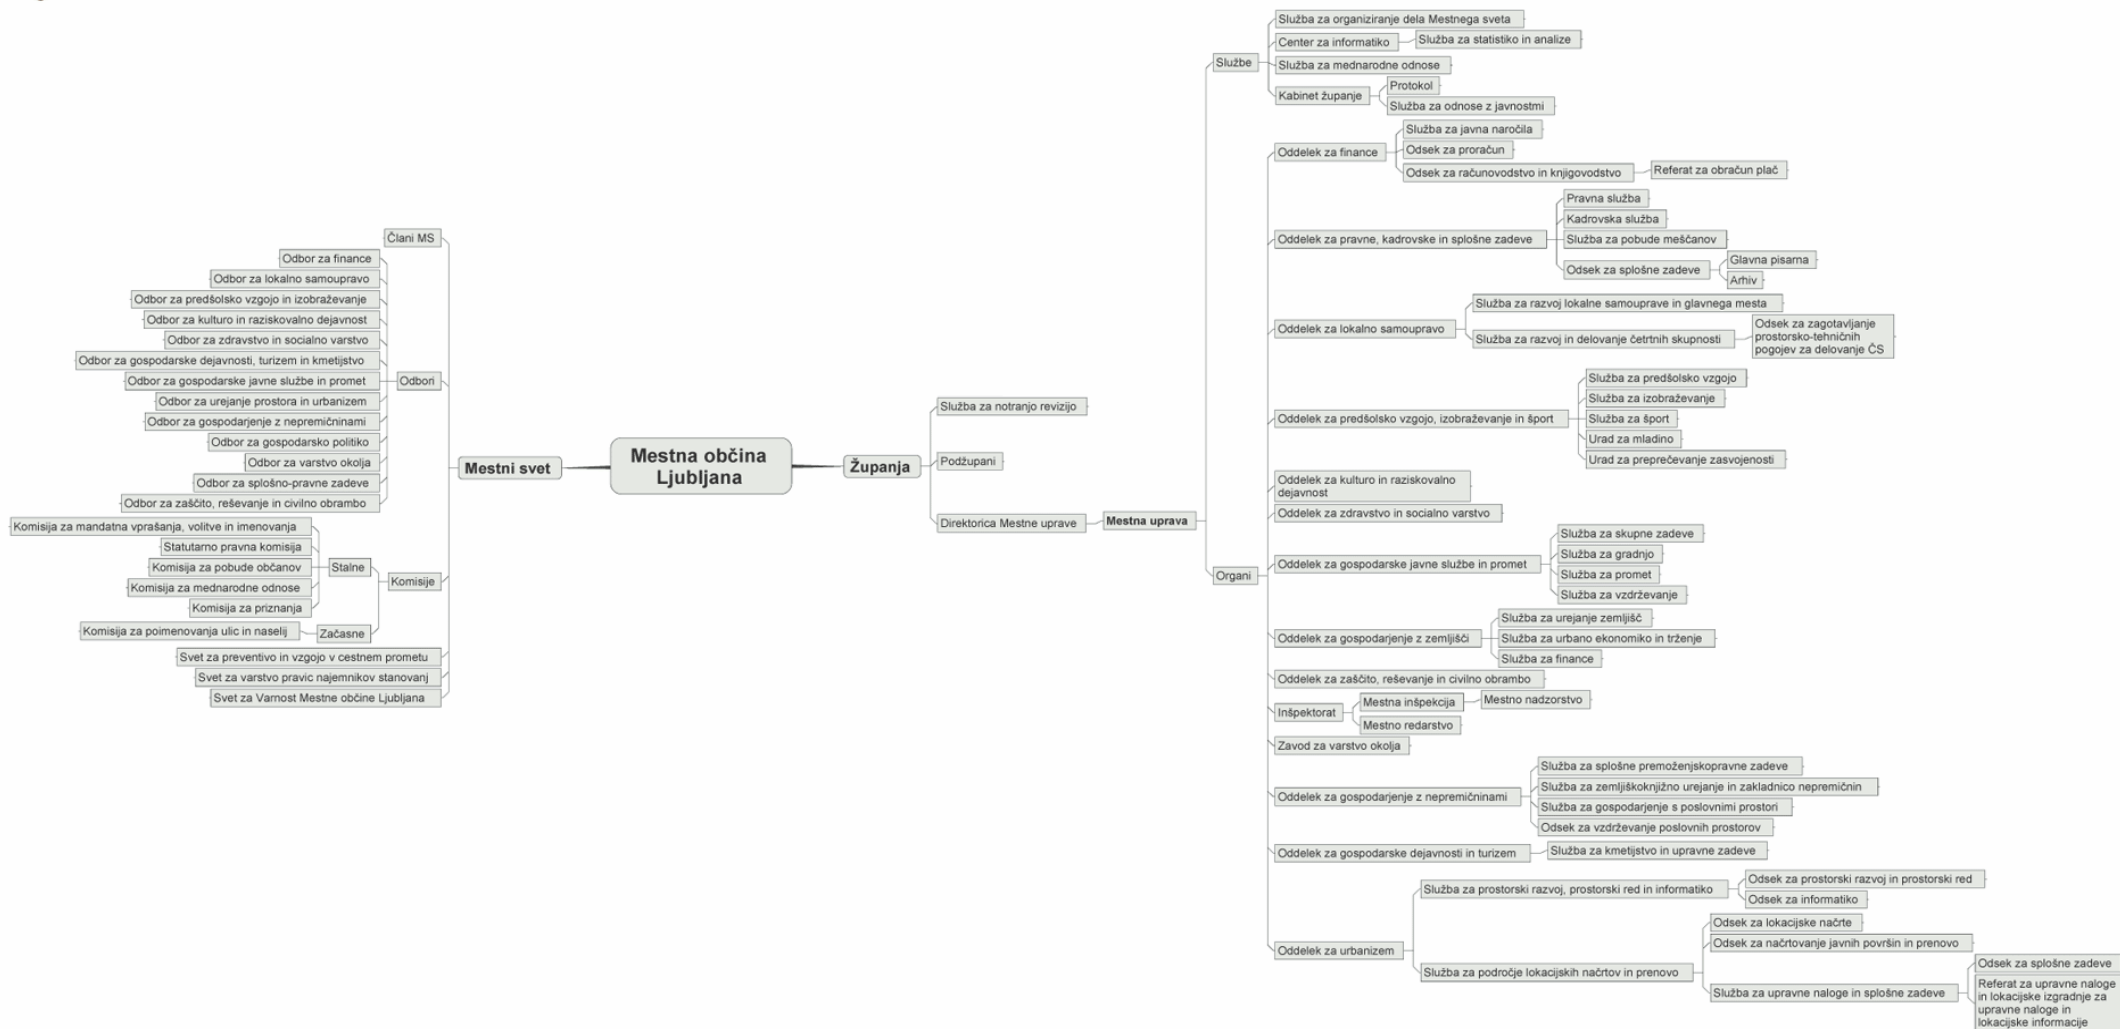 Mestna občina
Ljubljana
Mestni svet
Člani MS
Odbori
Odbor za finance
Odbor za lokalno samoupravo
Odbor za predšolsko vzgojo in izobraževanje
Odbor za kulturo in raziskovalno dejavnost
Odbor za zdravstvo in socialno varstvo
Odbor za gospodarske dejavnosti, turizem in kmetijstvo
Odbor za gospodarske javne službe in promet
Odbor za urejanje prostora in urbanizem
Odbor za gospodarjenje z nepremičninami
Odbor za gospodarsko politiko
Odbor za varstvo okolja
Odbor za splošno-pravne zadeve
Odbor za zaščito, reševanje in civilno obrambo
Komisije
Stalne
Komisija za mandatna vprašanja, volitve in imenovanja
Statutarno pravna komisija
Komisija za pobude občanov
Komisija za mednarodne odnose
Komisija za priznanja
Začasne
Komisija za poimenovanja ulic in naselij
Svet za preventivo in vzgojo v cestnem prometu
Svet za varstvo pravic najemnikov stanovanj
Svet za Varnost Mestne občine Ljubljana
Županja
Služba za notranjo revizijo
Podžupani
Direktorica Mestne uprave
Mestna uprava
Službe
Služba za organiziranje dela Mestnega sveta
Center za informatiko
Služba za statistiko in analize
Služba za mednarodne odnose
Kabinet županje
Protokol
Služba za odnose z javnostmi
Organi
Oddelek za finance
Služba za javna naročila
Odsek za proračun
Odsek za računovodstvo in knjigovodstvo
Referat za obračun plač
Oddelek za pravne, kadrovske in splošne zadeve
Pravna služba
Kadrovska služba
Služba za pobude meščanov
Odsek za splošne zadeve
Glavna pisarna
Arhiv
Oddelek za lokalno samoupravo
Služba za razvoj lokalne samouprave in glavnega mesta
Služba za razvoj in delovanje četrtnih skupnosti
Odsek za zagotavljanje
prostorsko-tehničnih
pogojev za delovanje ČS
Oddelek za predšolsko vzgojo, izobraževanje in šport
Služba za predšolsko vzgojo
Služba za izobraževanje
Služba za šport
Urad za mladino
Urad za preprečevanje zasvojenosti
Oddelek za kulturo in raziskovalno
dejavnost
Oddelek za zdravstvo in socialno varstvo
Oddelek za gospodarske javne službe in promet
Služba za skupne zadeve
Služba za gradnjo
Služba za promet
Služba za vzdrževanje
Oddelek za gospodarjenje z zemljišči
Služba za urejanje zemljišč
Služba za urbano ekonomiko in trženje
Služba za finance
Oddelek za zaščito, reševanje in civilno obrambo
Inšpektorat
Mestna inšpekcija
Mestno nadzorstvo
Mestno redarstvo
Zavod za varstvo okolja
Oddelek za gospodarjenje z nepremičninami
Služba za splošne premoženjskopravne zadeve
Služba za zemljiškoknjižno urejanje in zakladnico nepremičnin
Služba za gospodarjenje s poslovnimi prostori
Odsek za vzdrževanje poslovnih prostorov
Oddelek za gospodarske dejavnosti in turizem
Služba za kmetijstvo in upravne zadeve
Oddelek za urbanizem
Služba za prostorski razvoj, prostorski red in informatiko
Odsek za prostorski razvoj in prostorski red
Odsek za informatiko
Služba za področje lokacijskih načrtov in prenovo
Odsek za lokacijske načrte
Odsek za načrtovanje javnih površin in prenovo
Služba za upravne naloge in splošne zadeve
Odsek za splošne zadeve
Referat za upravne naloge
in lokacijske izgradnje za
upravne naloge in
lokacijske informacije